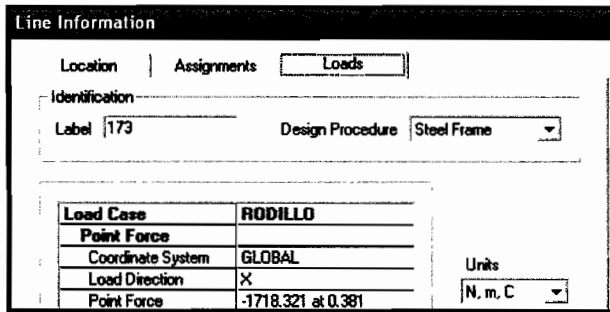 Line Information
Location Assignments Loads
Identification
Label 173 Design Procedure Steel Frame
Load Case RODILLO
Point Force
Coordinate System GLOBAL
Load Direction X
Point Force -1718.321 at 0.381
Units
N, m, C